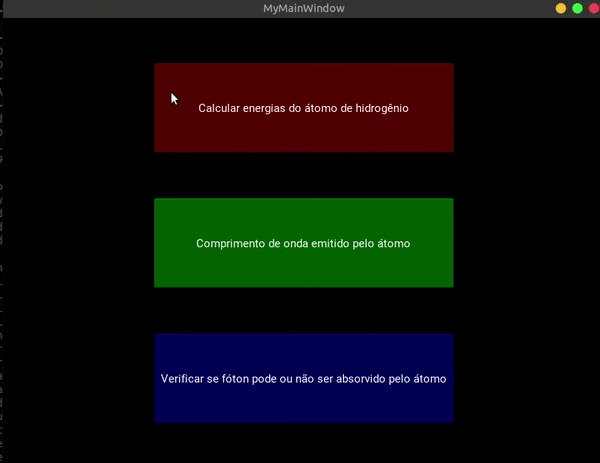 MyMainWindow
Calcular energias do átomo de hidrogênio
Comprimento de onda emitido pelo átomo
Verificar se fóton pode ou não ser absorvido pelo átomo